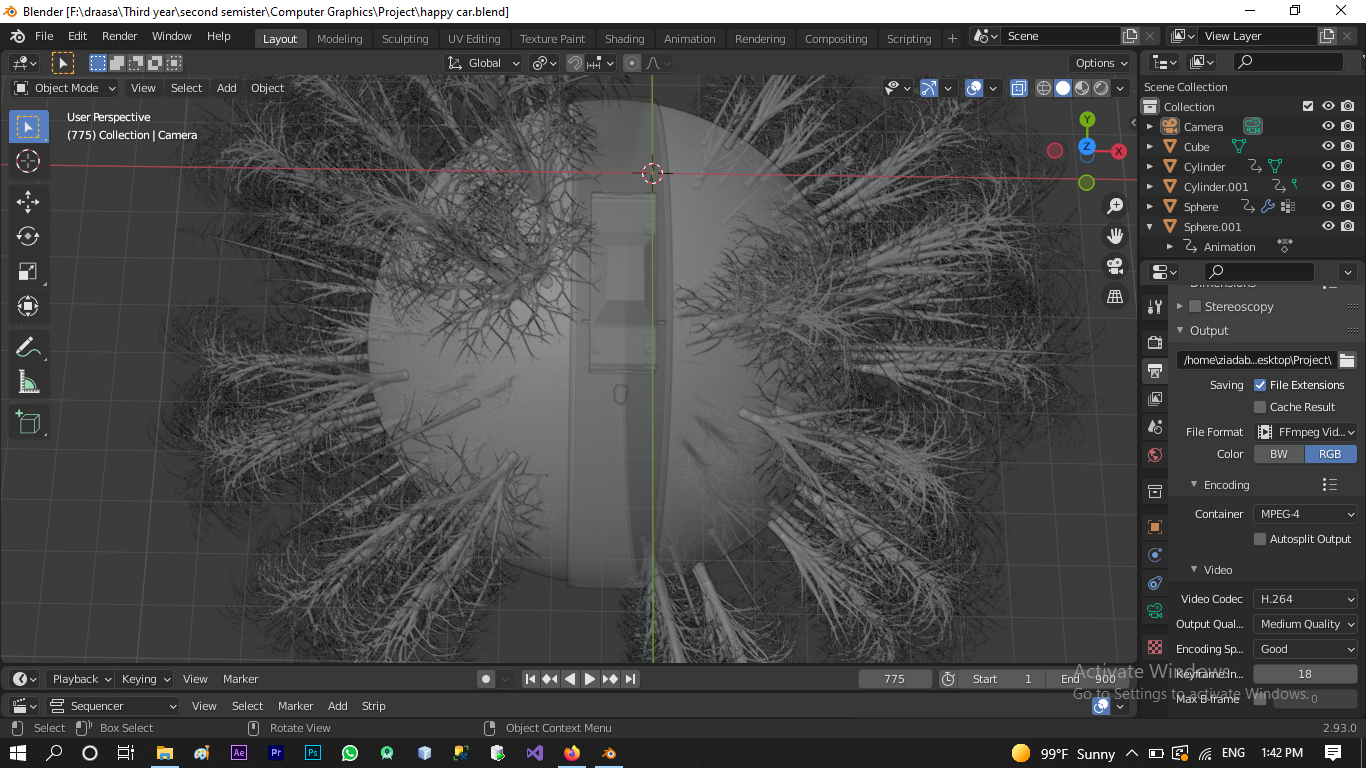 Blender [F:\draasa\Third year\second semister\Computer Graphics\Project\happy car.blend]
File Edit Render Window Help Layout Modeling Sculpting UV Editing Texture Paint Shading Animation Rendering Compositing Scripting + Scene View Layer
Global Options
Object Mode View Select Add Object
User Perspective
(775) Collection | Camera
Y
X
Z
Scene Collection
Collection
Camera
Cube
Cylinder
Cylinder.001
Sphere
Sphere.001
Animation
Dimensions
Stereoscopy
Output
/home\ziadab...esktop\Project\
Saving File Extensions
Cache Result
File Format FFmpeg Vid...
Color BW RGB
Encoding
Container MPEG-4
Autosplit Output
Video
Video Codec H.264
Output Qual... Medium Quality
Encoding Sp... Good
Keyframe In... 18
Max B-frame 0
Activate Windows
Go to Settings to activate Windows.
Playback Keying View Marker 775 Start 1 End 900
Sequencer View Select Marker Add Strip
Select Box Select Rotate View Object Context Menu 2.93.0
Ae Pr Ps 99°F Sunny ENG 1:42 PM